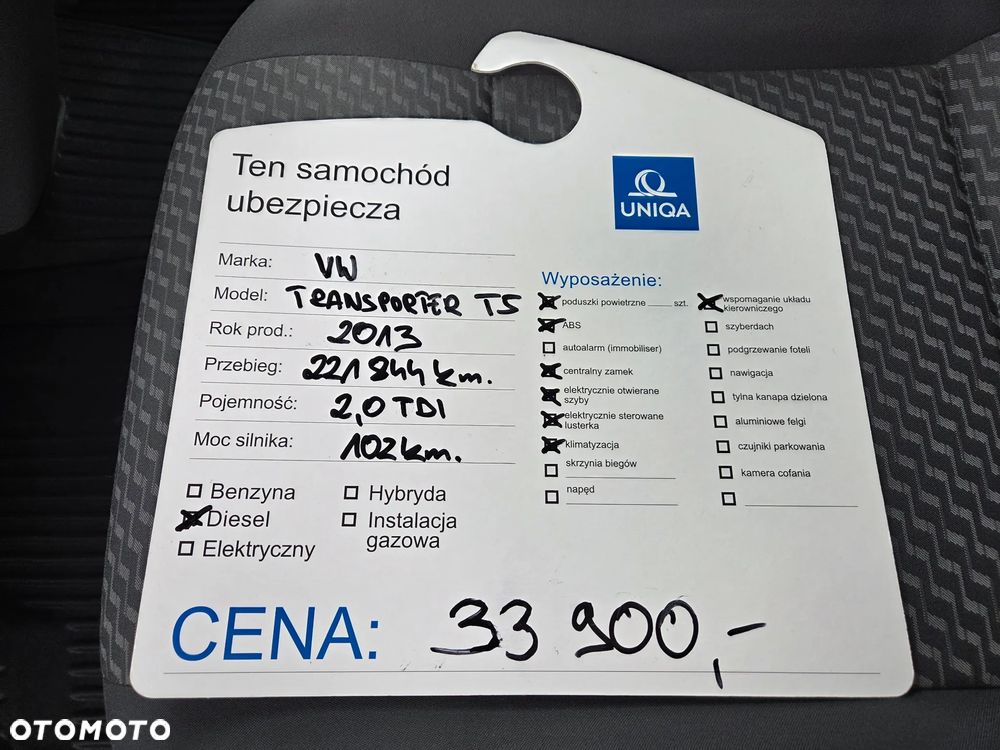 Ten samochód
ubezpiecza
UNIQA
Marka: VW
Model: TRANSPORTER T5
Rok prod.: 2013
Przebieg: 221 844 km.
Pojemność: 2,0 TDI
Moc silnika: 102 km.
Benzyna
Diesel
Elektryczny
Hybryda
Instalacja
gazowa
Wyposażenie:
poduszki powietrzne ____ szt.
ABS
autoalarm (immobiliser)
centralny zamek
elektrycznie otwierane
szyby
elektrycznie sterowane
lusterka
klimatyzacja
skrzynia biegów
napęd
wspomaganie układu
kierowniczego
szyberdach
podgrzewanie foteli
nawigacja
tylna kanapa dzielona
aluminiowe felgi
czujniki parkowania
kamera cofania
CENA: 33 900,-
OTOMOTO